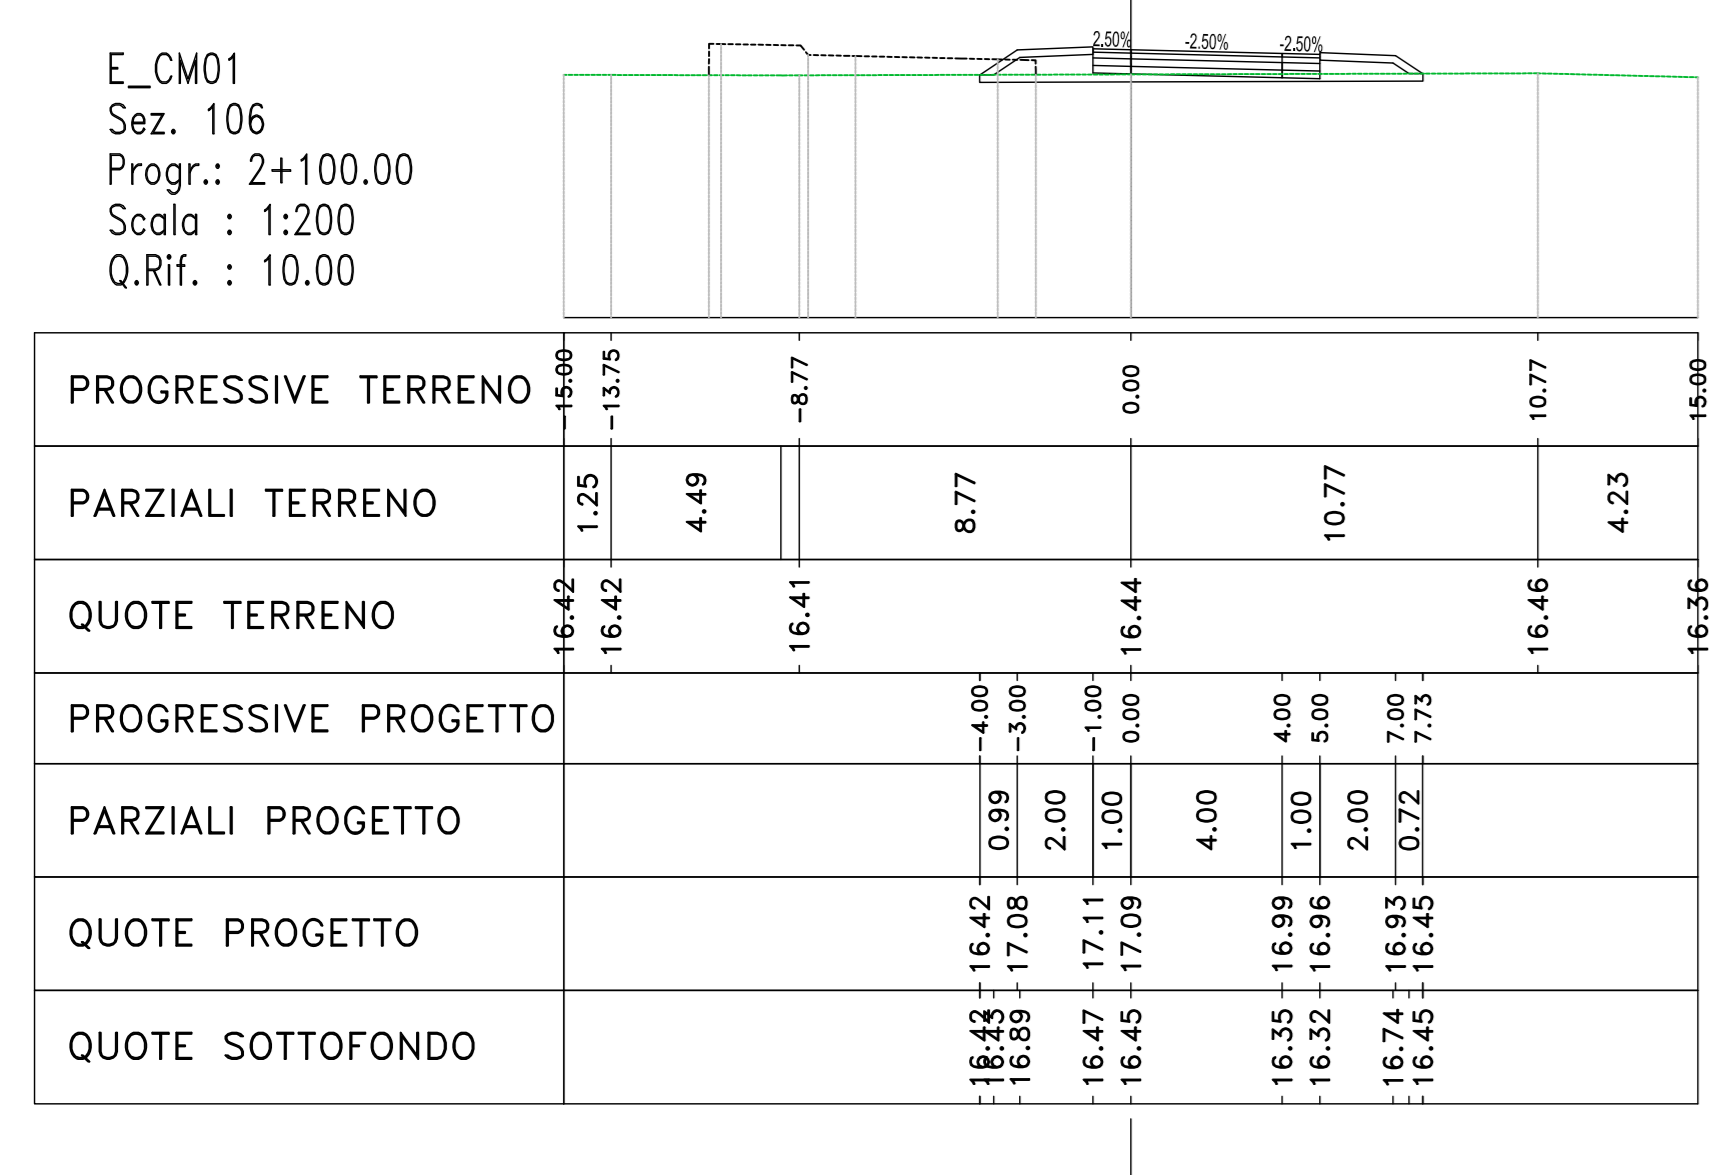 E_CM01
Sez. 106
Progr.: 2+100.00
Scala : 1:200
Q.Rif. : 10.00
2.50% -2.50% -2.50%
PROGRESSIVE TERRENO -15.00 -13.75 -8.77 0.00 10.77 15.00
PARZIALI TERRENO 1.25 4.49 8.77 10.77 4.23
QUOTE TERRENO 16.42 16.42 16.41 16.44 16.46 16.36
PROGRESSIVE PROGETTO -4.00 -3.00 -1.00 0.00 4.00 5.00 7.00 7.73
PARZIALI PROGETTO 0.99 2.00 1.00 4.00 1.00 2.00 0.72
QUOTE PROGETTO 16.42 17.08 17.11 17.09 16.99 16.96 16.93 16.45
QUOTE SOTTOFONDO 16.42 16.43 16.89 16.47 16.45 16.35 16.32 16.74 16.45